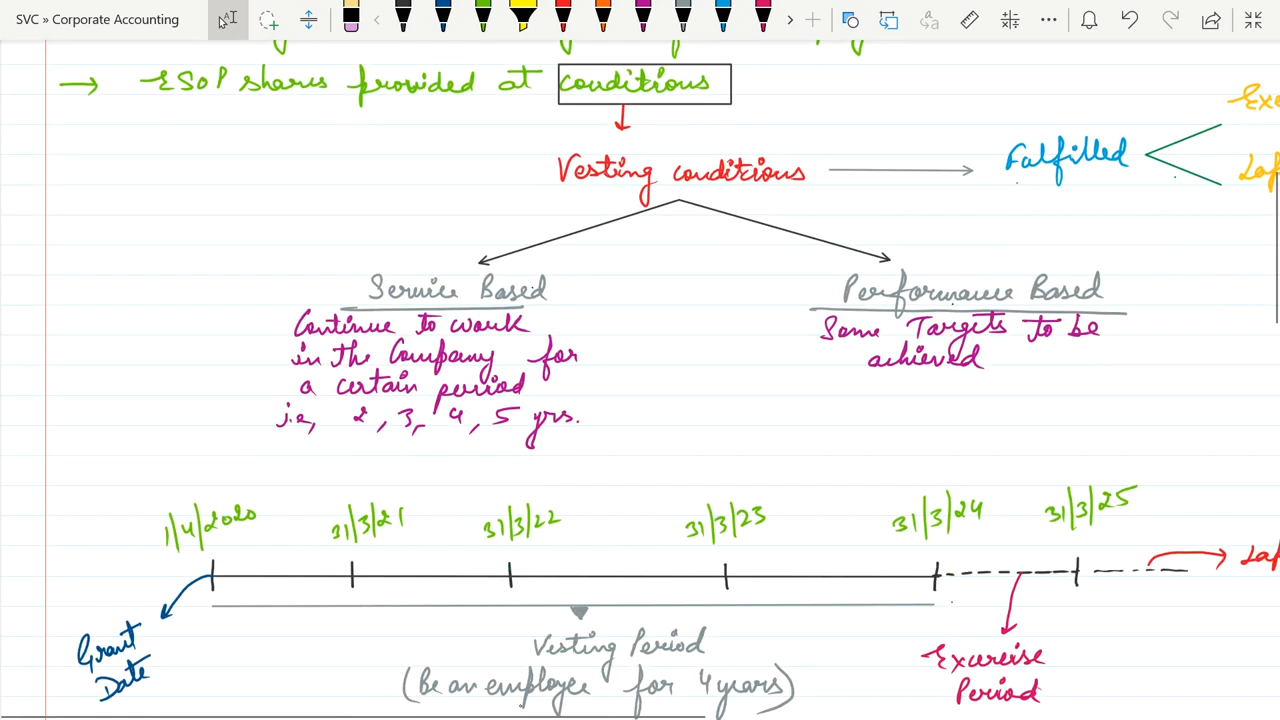 SVC » Corporate Accounting
→ ESOP shares provided at conditions
Vesting conditions
Fulfilled
Service Based
Continue to work
in the Company for
a certain period
i.e, 2, 3, 4, 5 yrs.
Performance Based
Some Targets to be
achieved
1/4/2020
31/3/21
31/3/22
31/3/23
31/3/24
31/3/25
Grant
Date
Vesting Period
(Be an employee for 4 years)
Excercise
Period